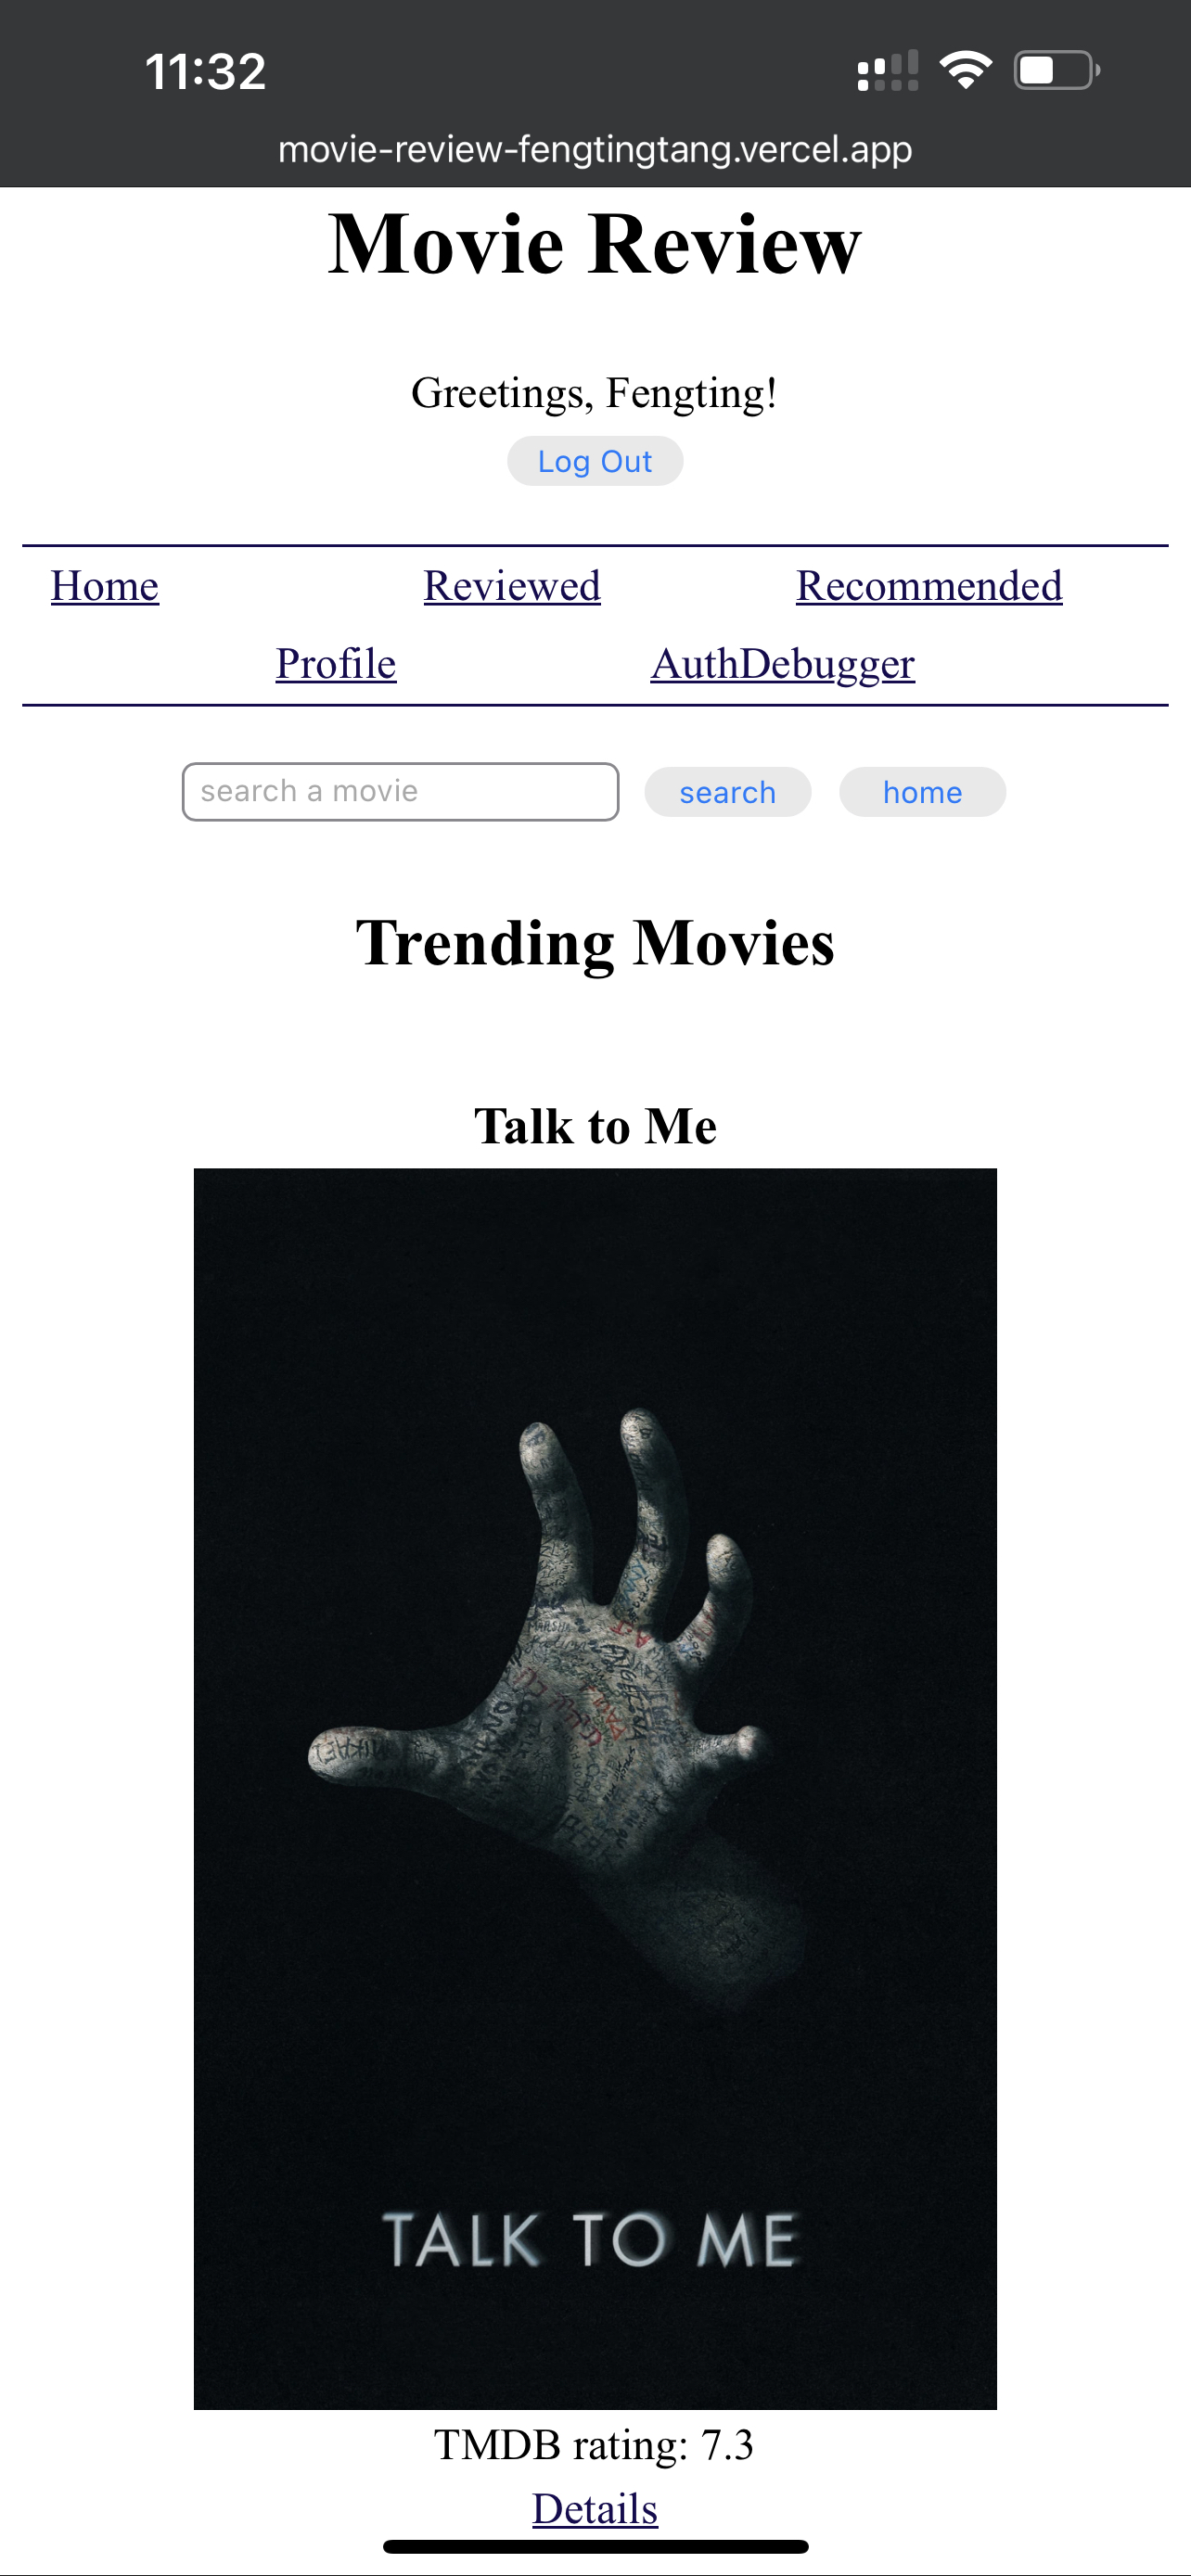 11:32
movie-review-fengtingtang.vercel.app
Movie Review
Greetings, Fengting!
Log Out
Home Reviewed Recommended
Profile AuthDebugger
search a movie search home
Trending Movies
Talk to Me
MIKAEL
TALK TO ME
TMDB rating: 7.3
Details